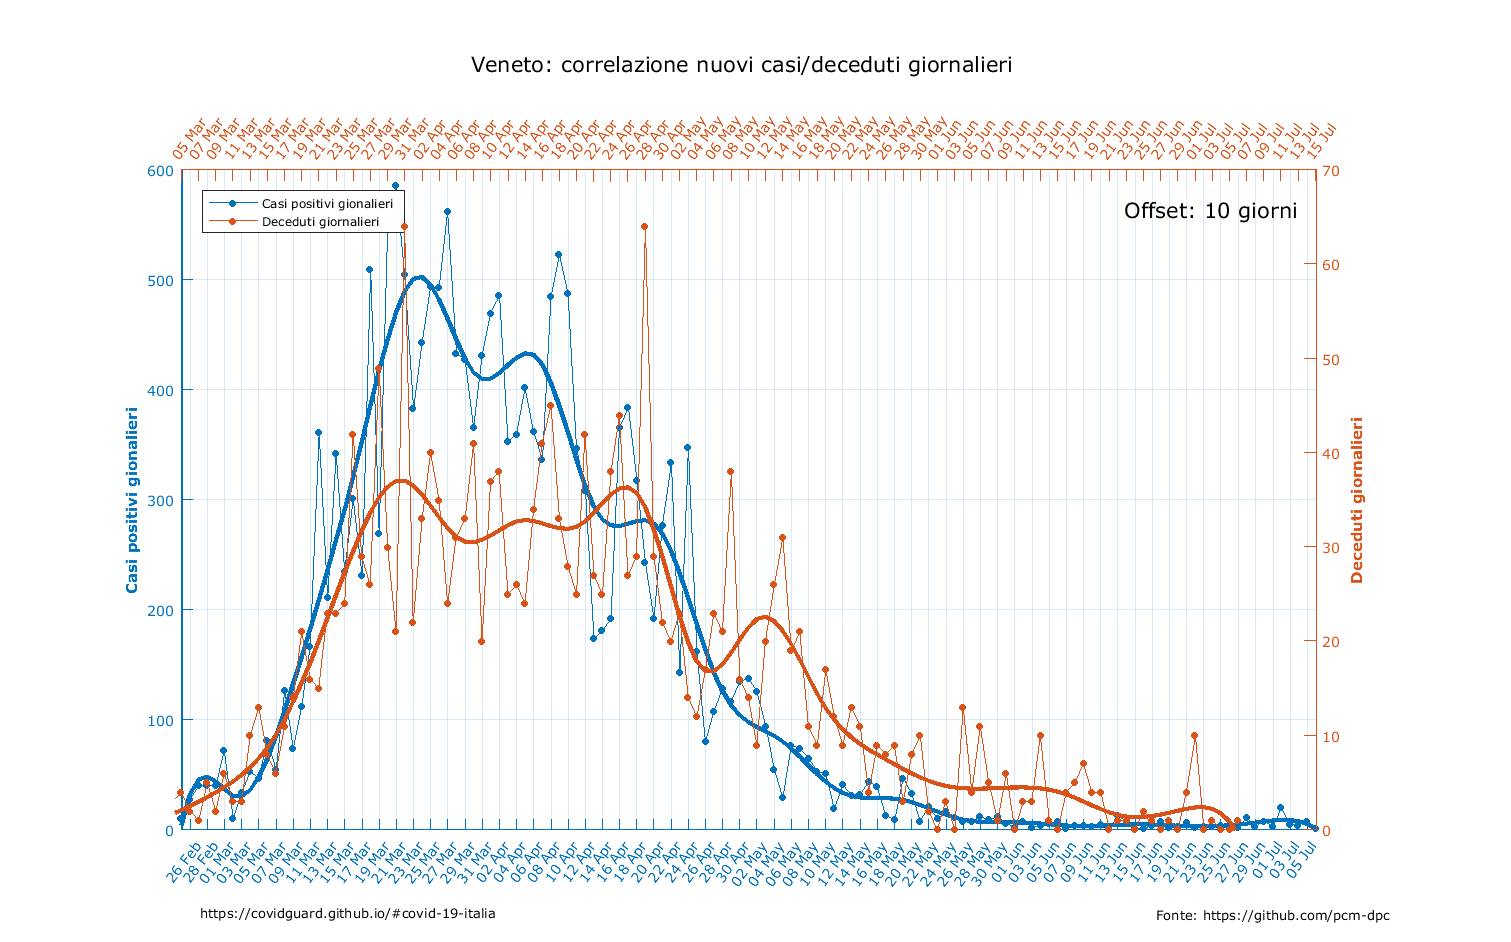 Veneto: correlazione nuovi casi/deceduti giornalieri
05 Mar
07 Mar
09 Mar
11 Mar
13 Mar
15 Mar
17 Mar
19 Mar
21 Mar
23 Mar
25 Mar
27 Mar
29 Mar
31 Mar
02 Apr
04 Apr
06 Apr
08 Apr
10 Apr
12 Apr
14 Apr
16 Apr
18 Apr
20 Apr
22 Apr
24 Apr
26 Apr
28 Apr
30 Apr
02 May
04 May
06 May
08 May
10 May
12 May
14 May
16 May
18 May
20 May
22 May
24 May
26 May
28 May
30 May
01 Jun
03 Jun
05 Jun
07 Jun
09 Jun
11 Jun
13 Jun
15 Jun
17 Jun
19 Jun
21 Jun
23 Jun
25 Jun
27 Jun
29 Jun
01 Jul
03 Jul
05 Jul
07 Jul
09 Jul
11 Jul
13 Jul
15 Jul
Casi positivi gionalieri
Deceduti giornalieri
Offset: 10 giorni
600
500
400
300
200
100
0
Casi positivi gionalieri
70
60
50
40
30
20
10
0
Deceduti giornalieri
26 Feb
28 Feb
01 Mar
03 Mar
05 Mar
07 Mar
09 Mar
11 Mar
13 Mar
15 Mar
17 Mar
19 Mar
21 Mar
23 Mar
25 Mar
27 Mar
29 Mar
31 Mar
02 Apr
04 Apr
06 Apr
08 Apr
10 Apr
12 Apr
14 Apr
16 Apr
18 Apr
20 Apr
22 Apr
24 Apr
26 Apr
28 Apr
30 Apr
02 May
04 May
06 May
08 May
10 May
12 May
14 May
16 May
18 May
20 May
22 May
24 May
26 May
28 May
30 May
01 Jun
03 Jun
05 Jun
07 Jun
09 Jun
11 Jun
13 Jun
15 Jun
17 Jun
19 Jun
21 Jun
23 Jun
25 Jun
27 Jun
29 Jun
01 Jul
03 Jul
05 Jul
https://covidguard.github.io/#covid-19-italia
Fonte: https://github.com/pcm-dpc